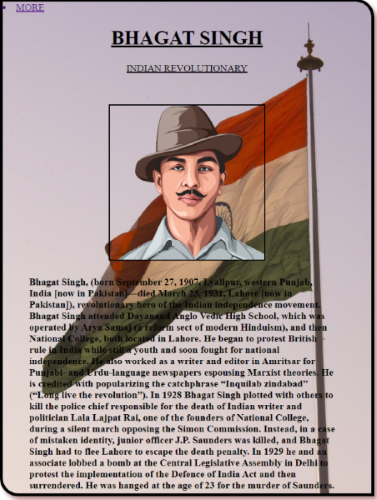 MORE
BHAGAT SINGH
INDIAN REVOLUTIONARY
Bhagat Singh, (born September 27, 1907, Lyallpur, western Punjab,
India [now in Pakistan]—died March 23, 1931, Lahore [now in
Pakistan]), revolutionary hero of the Indian independence movement.
Bhagat Singh attended Dayanand Anglo Vedic High School, which was
operated by Arya Samaj (a reform sect of modern Hinduism), and then
National College, both located in Lahore. He began to protest British
rule in India while still a youth and soon fought for national
independence. He also worked as a writer and editor in Amritsar for
Punjabi- and Urdu-language newspapers espousing Marxist theories. He
is credited with popularizing the catchphrase “Inquilab zindabad”
(“Long live the revolution”). In 1928 Bhagat Singh plotted with others to
kill the police chief responsible for the death of Indian writer and
politician Lala Lajpat Rai, one of the founders of National College,
during a silent march opposing the Simon Commission. Instead, in a case
of mistaken identity, junior officer J.P. Saunders was killed, and Bhagat
Singh had to flee Lahore to escape the death penalty. In 1929 he and an
associate lobbed a bomb at the Central Legislative Assembly in Delhi to
protest the implementation of the Defence of India Act and then
surrendered. He was hanged at the age of 23 for the murder of Saunders.